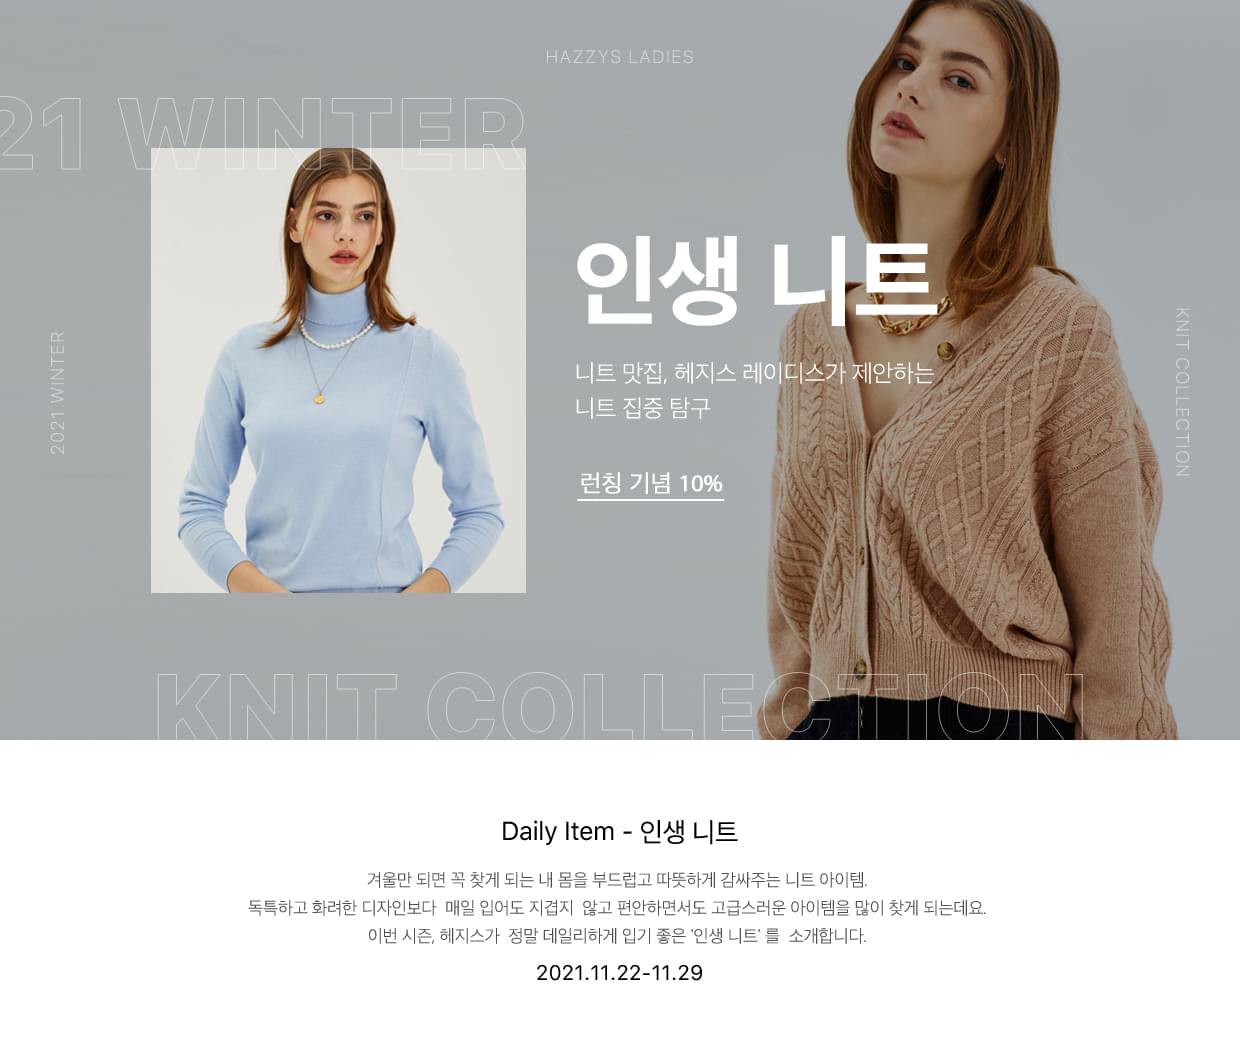 HAZZYS LADIES
21 WINTER
인생 니트
니트 맛집, 헤지스 레이디스가 제안하는
니트 집중 탐구
런칭 기념 10%
2021 WINTER
KNIT COLLECTION
KNIT COLLECTION
Daily Item - 인생 니트
겨울만 되면 꼭 찾게 되는 내 몸을 부드럽고 따뜻하게 감싸주는 니트 아이템.
독특하고 화려한 디자인보다 매일 입어도 지겹지 않고 편안하면서도 고급스러운 아이템을 많이 찾게 되는데요.
이번 시즌, 헤지스가 정말 데일리하게 입기 좋은 '인생 니트' 를 소개합니다.
2021.11.22-11.29